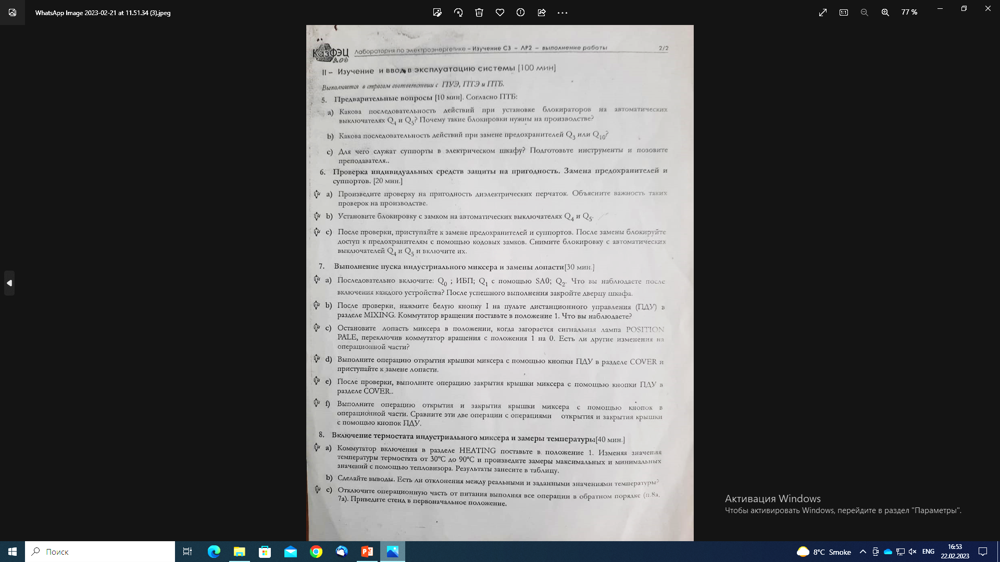 WhatsApp Image 2023-02-21 at 11.51.34 (3).jpeg
77 %
КазФЭЦ
Лаборатория по электроэнергетике – Изучение С3 – ЛР2 – выполнение работы 2/2
II – Изучение и ввод в эксплуатацию системы [100 мин]
Выполняется в строгом соответствии с ПУЭ, ПТЭ и ПТБ.
5. Предварительные вопросы [10 мин]. Согласно ПТБ:
a) Какова последовательность действий при установке блокираторов на автоматических
выключателях Q4 и Q5? Почему такие блокировки нужны на производстве?
b) Какова последовательность действий при замене предохранителей Q3 или Q10?
c) Для чего служат суппорты в электрическом шкафу? Подготовьте инструменты и позовите
преподавателя..
6. Проверка индивидуальных средств защиты на пригодность. Замена предохранителей и
суппортов. [20 мин.]
a) Произведите проверку на пригодность диэлектрических перчаток. Объясните важность таких
проверок на производстве.
b) Установите блокировку с замком на автоматических выключателях Q4 и Q5.
c) После проверки, приступайте к замене предохранителей и суппортов. После замены блокируйте
доступ к предохранителям с помощью кодовых замков. Снимите блокировку с автоматических
выключателей Q4 и Q5 и включите их.
7. Выполнение пуска индустриального миксера и замены лопасти[30 мин.]
a) Последовательно включите: Q0 ; ИБП; Q1 с помощью SA0; Q2. Что вы наблюдаете после
включения каждого устройства? После успешного выполнения закройте дверцу шкафа.
b) После проверки, нажмите белую кнопку I на пульте дистанционного управления (ПДУ) в
разделе MIXING. Коммутатор вращения поставьте в положение 1. Что вы наблюдаете?
c) Остановите лопасть миксера в положении, когда загорается сигнальная лампа POSITION
PALE, переключив коммутатор вращения с положения 1 на 0. Есть ли другие изменения на
операционной части?
d) Выполните операцию открытия крышки миксера с помощью кнопки ПДУ в разделе COVER и
приступайте к замене лопасти.
e) После проверки, выполните операцию закрытия крышки миксера с помощью кнопки ПДУ в
разделе COVER..
f) Выполните операцию открытия и закрытия крышки миксера с помощью кнопок в
операционной части. Сравните эти две операции с операциями открытия и закрытия крышки
с помощью кнопок ПДУ.
8. Включение термостата индустриального миксера и замеры температуры[40 мин.]
a) Коммутатор включения в разделе HEATING поставьте в положение 1. Изменяя значения
температуры термостата от 30°C до 90°C и произведите замеры максимальных и минимальных
значений с помощью тепловизора. Результаты занесите в таблицу.
b) Сделайте выводы. Есть ли отклонения между реальными и заданными значениями температуры?
c) Отключите операционную часть от питания выполняя все операции в обратном порядке (п.8а,
7а). Приведите стенд в первоначальное положение.
Активация Windows
Чтобы активировать Windows, перейдите в раздел "Параметры".
Поиск
8°C Smoke
ENG
16:53
22.02.2023